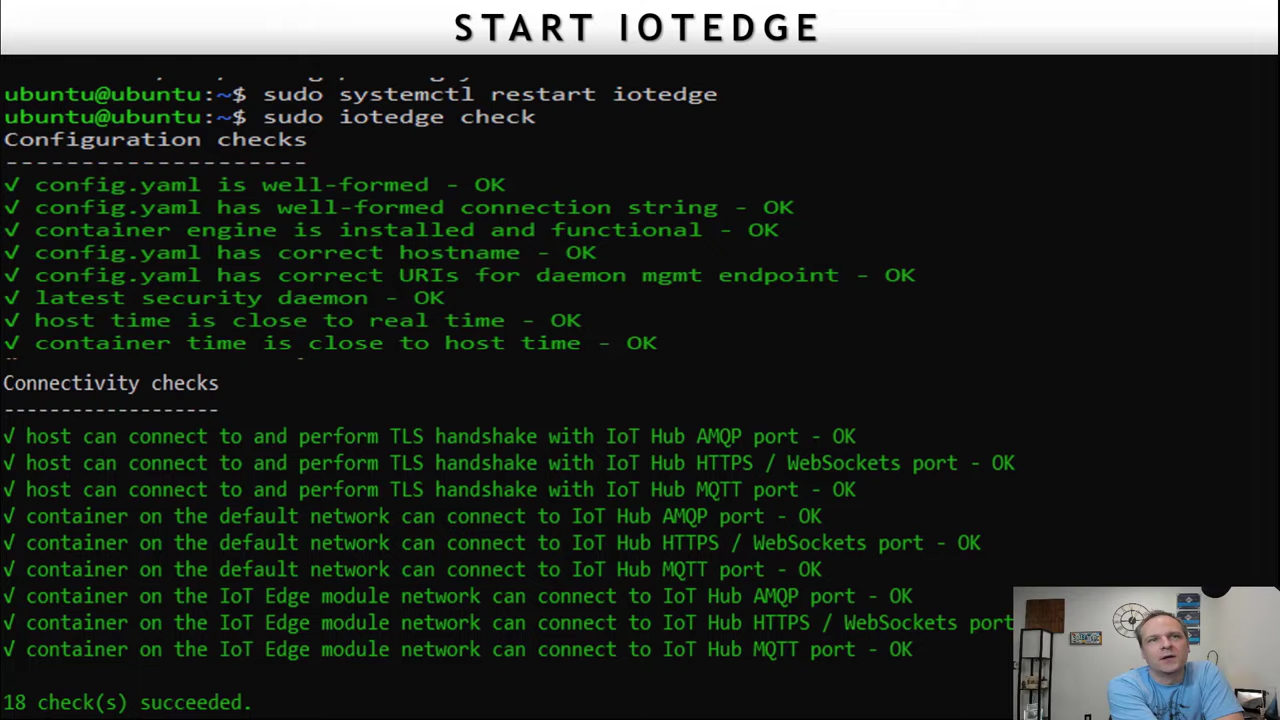 START IOTEDGE
ubuntu@ubuntu:~$ sudo systemctl restart iotedge
ubuntu@ubuntu:~$ sudo iotedge check
Configuration checks
--------------------
√ config.yaml is well-formed - OK
√ config.yaml has well-formed connection string - OK
√ container engine is installed and functional - OK
√ config.yaml has correct hostname - OK
√ config.yaml has correct URIs for daemon mgmt endpoint - OK
√ latest security daemon - OK
√ host time is close to real time - OK
√ container time is close to host time - OK
Connectivity checks
-------------------
√ host can connect to and perform TLS handshake with IoT Hub AMQP port - OK
√ host can connect to and perform TLS handshake with IoT Hub HTTPS / WebSockets port - OK
√ host can connect to and perform TLS handshake with IoT Hub MQTT port - OK
√ container on the default network can connect to IoT Hub AMQP port - OK
√ container on the default network can connect to IoT Hub HTTPS / WebSockets port - OK
√ container on the default network can connect to IoT Hub MQTT port - OK
√ container on the IoT Edge module network can connect to IoT Hub AMQP port - OK
√ container on the IoT Edge module network can connect to IoT Hub HTTPS / WebSockets port
√ container on the IoT Edge module network can connect to IoT Hub MQTT port - OK
18 check(s) succeeded.